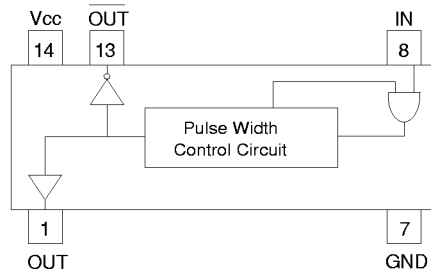 Vcc OUT IN
14 13 8
Pulse Width
Control Circuit
1 7
OUT GND